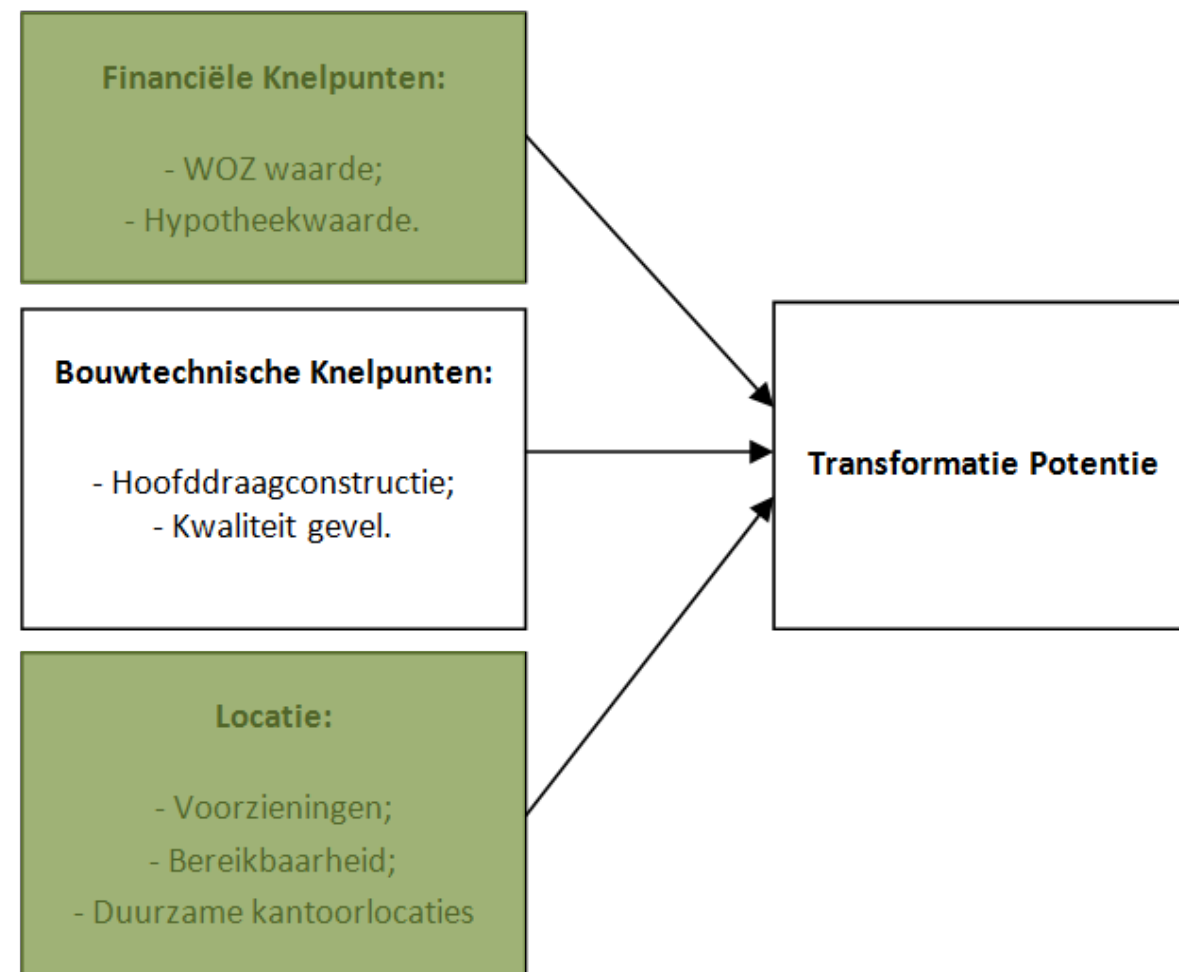 Financiële Knelpunten:
- WOZ waarde;
- Hypotheekwaarde.
Bouwtechnische Knelpunten:
- Hoofddraagconstructie;
- Kwaliteit gevel.
Transformatie Potentie
Locatie:
- Voorzieningen;
- Bereikbaarheid;
- Duurzame kantoorlocaties